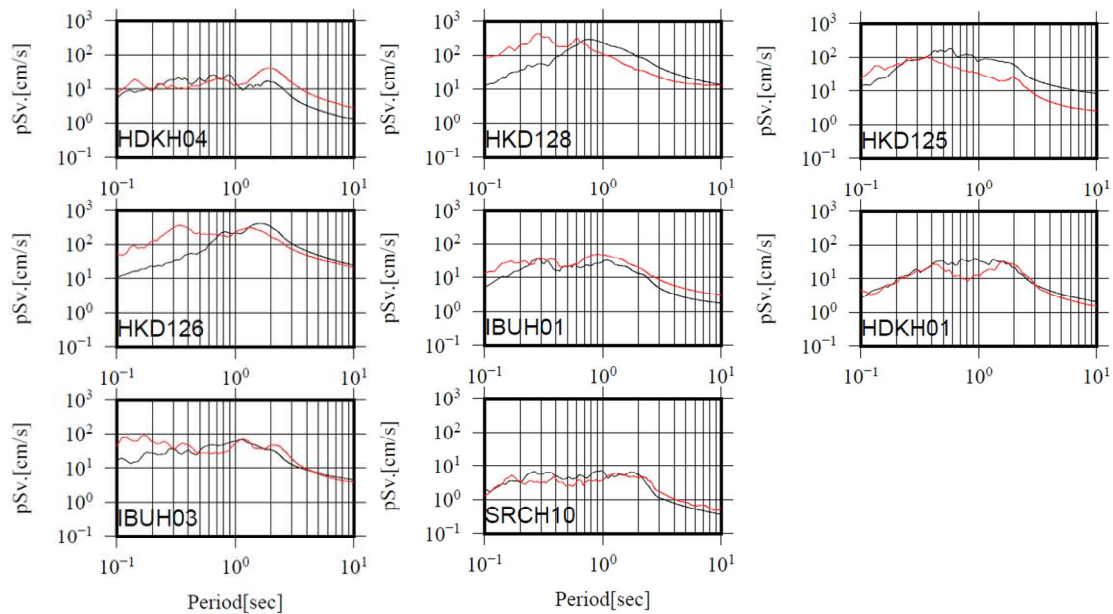 pSv.[cm/s]
10³
10²
10¹
10⁰
10⁻¹
HDKH04
10⁻¹ 10⁰ 10¹
pSv.[cm/s]
10³
10²
10¹
10⁰
10⁻¹
HKD128
10⁻¹ 10⁰ 10¹
pSv.[cm/s]
10³
10²
10¹
10⁰
10⁻¹
HKD125
10⁻¹ 10⁰ 10¹
pSv.[cm/s]
10³
10²
10¹
10⁰
10⁻¹
HKD126
10⁻¹ 10⁰ 10¹
pSv.[cm/s]
10³
10²
10¹
10⁰
10⁻¹
IBUH01
10⁻¹ 10⁰ 10¹
pSv.[cm/s]
10³
10²
10¹
10⁰
10⁻¹
HDKH01
10⁻¹ 10⁰ 10¹
pSv.[cm/s]
10³
10²
10¹
10⁰
10⁻¹
IBUH03
10⁻¹ 10⁰ 10¹
Period[sec]
pSv.[cm/s]
10³
10²
10¹
10⁰
10⁻¹
SRCH10
10⁻¹ 10⁰ 10¹
Period[sec]